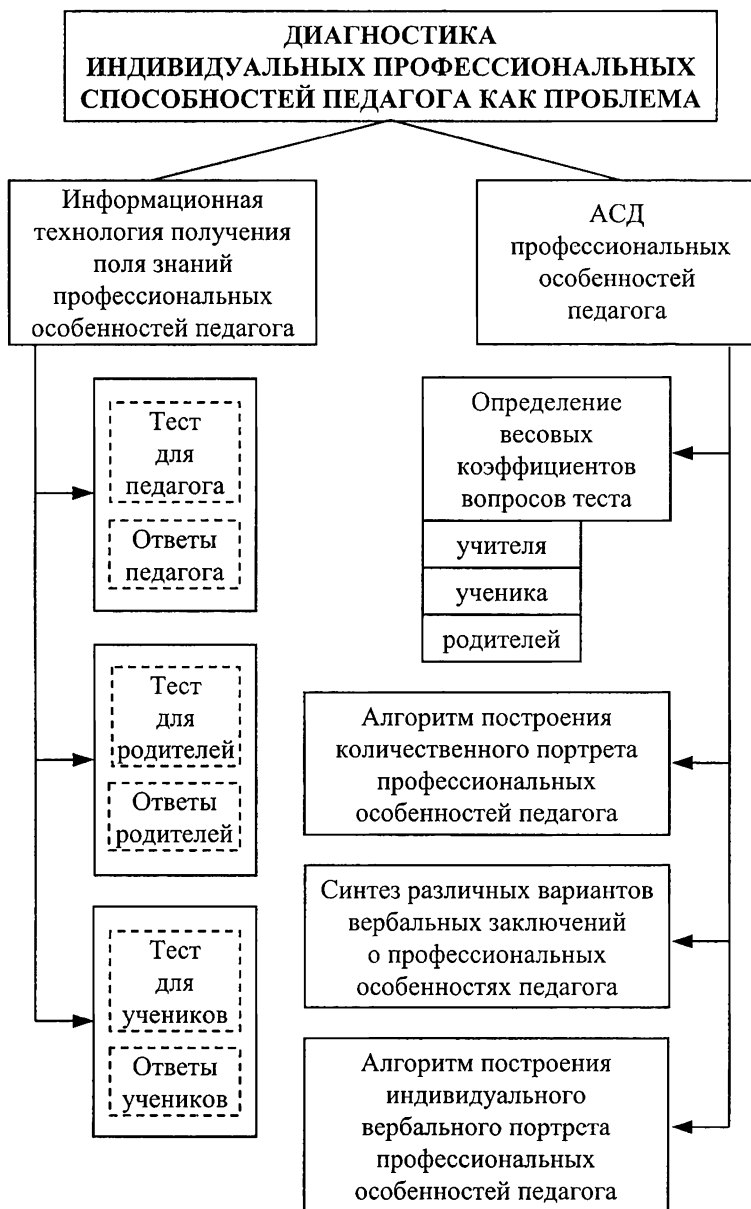 ДИАГНОСТИКА
ИНДИВИДУАЛЬНЫХ ПРОФЕССИОНАЛЬНЫХ
СПОСОБНОСТЕЙ ПЕДАГОГА КАК ПРОБЛЕМА
Информационная
технология получения
поля знаний
профессиональных
особенностей педагога
Тест
для
педагога
Ответы
педагога
Тест
для
родителей
Ответы
родителей
Тест
для
учеников
Ответы
учеников
АСД
профессиональных
особенностей
педагога
Определение
весовых
коэффициентов
вопросов теста
учителя
ученика
родителей
Алгоритм построения
количественного портрета
профессиональных
особенностей педагога
Синтез различных вариантов
вербальных заключений
о профессиональных
особенностях педагога
Алгоритм построения
индивидуального
вербального портрета
профессиональных
особенностей педагога